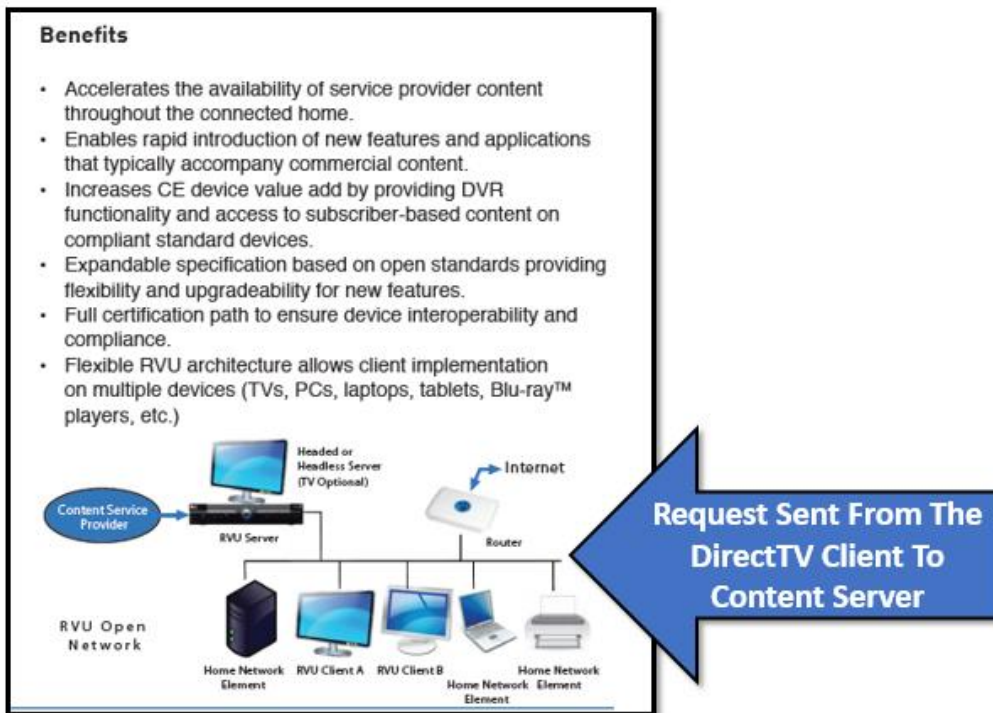 Benefits
• Accelerates the availability of service provider content
throughout the connected home.
• Enables rapid introduction of new features and applications
that typically accompany commercial content.
• Increases CE device value add by providing DVR
functionality and access to subscriber-based content on
compliant standard devices.
• Expandable specification based on open standards providing
flexibility and upgradeability for new features.
• Full certification path to ensure device interoperability and
compliance.
• Flexible RVU architecture allows client implementation
on multiple devices (TVs, PCs, laptops, tablets, Blu-ray™
players, etc.)
Headed or
Headless Server
(TV Optional)
Internet
Content Service
Provider
RVU Server
Router
RVU Open
Network
Home Network
Element
RVU Client A
RVU Client B
Home Network
Element
Home Network
Element
Request Sent From The
DirectTV Client To
Content Server